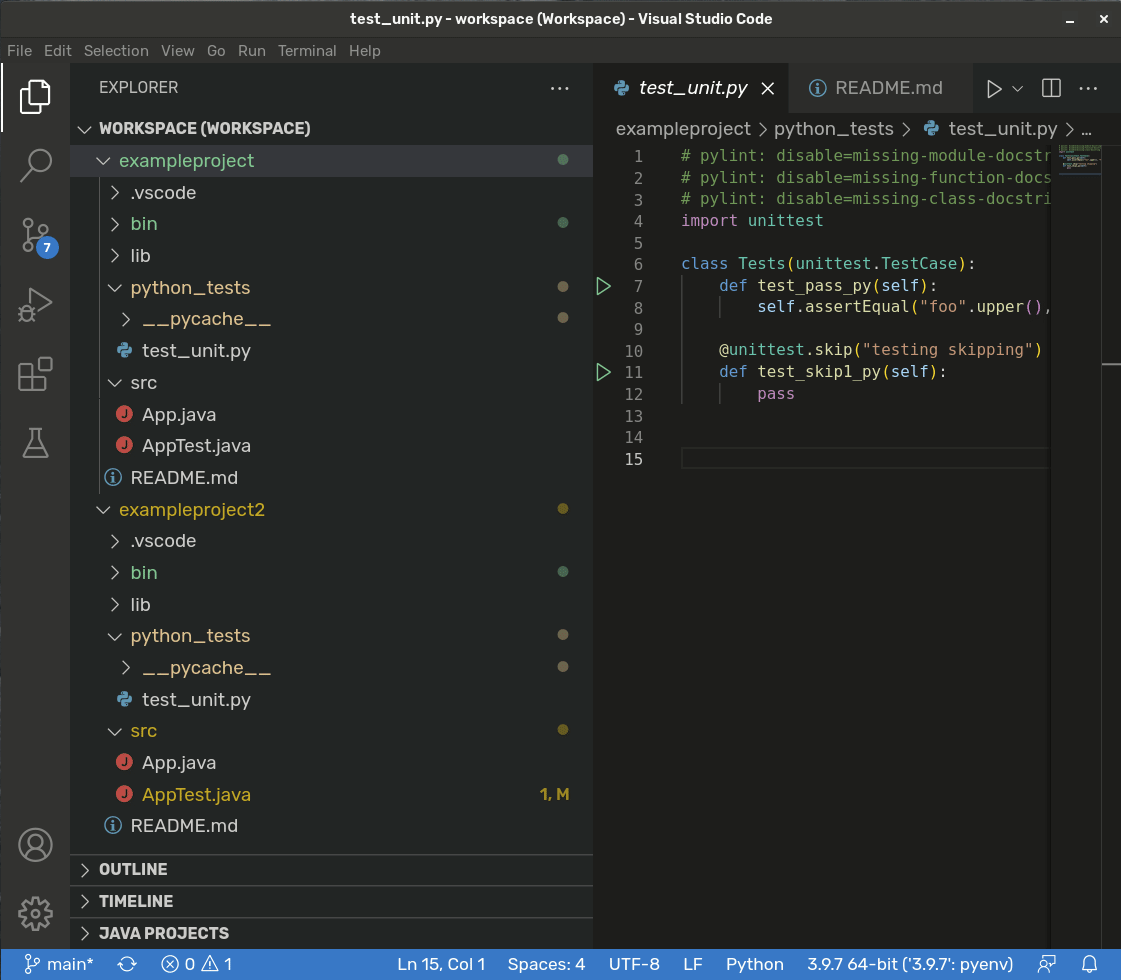 test_unit.py - workspace (Workspace) - Visual Studio Code
File Edit Selection View Go Run Terminal Help
EXPLORER
WORKSPACE (WORKSPACE)
exampleproject
.vscode
bin
lib
python_tests
__pycache__
test_unit.py
src
App.java
AppTest.java
README.md
exampleproject2
.vscode
bin
lib
python_tests
__pycache__
test_unit.py
src
App.java
AppTest.java 1, M
README.md
OUTLINE
TIMELINE
JAVA PROJECTS
7
test_unit.py README.md
exampleproject > python_tests > test_unit.py > ...
1 # pylint: disable=missing-module-docstr
2 # pylint: disable=missing-function-docs
3 # pylint: disable=missing-class-docstri
4 import unittest
5
6 class Tests(unittest.TestCase):
7 def test_pass_py(self):
8 self.assertEqual("foo".upper(),
9
10 @unittest.skip("testing skipping")
11 def test_skip1_py(self):
12 pass
13
14
15
main* 0 1 Ln 15, Col 1 Spaces: 4 UTF-8 LF Python 3.9.7 64-bit ('3.9.7': pyenv)